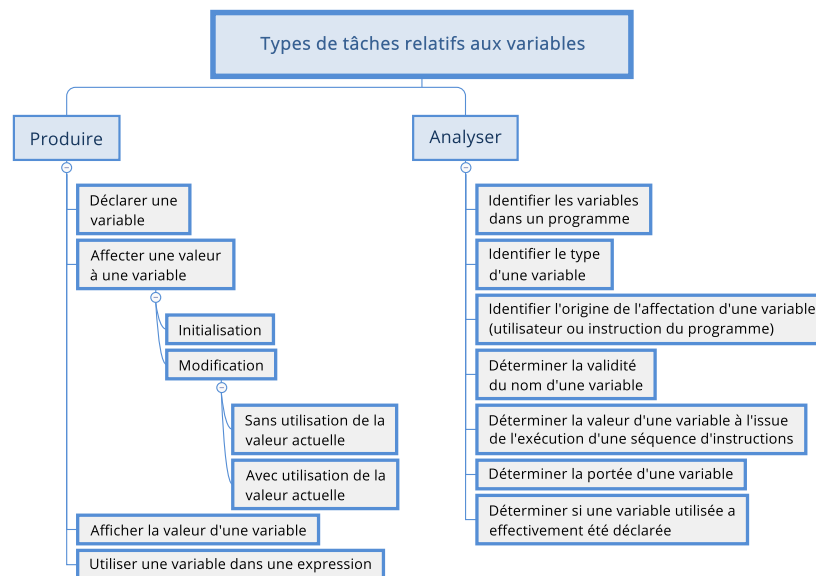 Types de tâches relatifs aux variables
Produire
Déclarer une
variable
Affecter une valeur
à une variable
Initialisation
Modification
Sans utilisation de la
valeur actuelle
Avec utilisation de la
valeur actuelle
Afficher la valeur d'une variable
Utiliser une variable dans une expression
Analyser
Identifier les variables
dans un programme
Identifier le type
d'une variable
Identifier l'origine de l'affectation d'une variable
(utilisateur ou instruction du programme)
Déterminer la validité
du nom d'une variable
Déterminer la valeur d'une variable à l'issue
de l'exécution d'une séquence d'instructions
Déterminer la portée d'une variable
Déterminer si une variable utilisée a
effectivement été déclarée